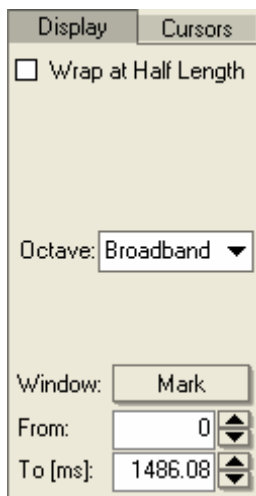 Display Cursors
Wrap at Half Length
Octave: Broadband
Window: Mark
From: 0
To [ms]: 1486.08